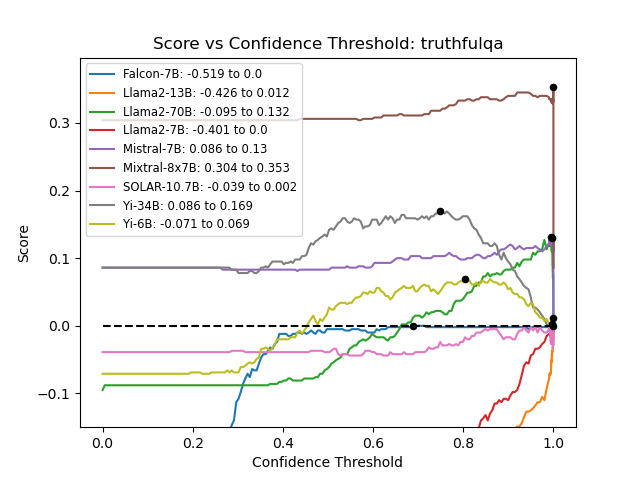 Score vs Confidence Threshold: truthfulqa
Falcon-7B: -0.519 to 0.0
Llama2-13B: -0.426 to 0.012
Llama2-70B: -0.095 to 0.132
Llama2-7B: -0.401 to 0.0
Mistral-7B: 0.086 to 0.13
Mixtral-8x7B: 0.304 to 0.353
SOLAR-10.7B: -0.039 to 0.002
Yi-34B: 0.086 to 0.169
Yi-6B: -0.071 to 0.069
Score
0.3
0.2
0.1
0.0
−0.1
0.0 0.2 0.4 0.6 0.8 1.0
Confidence Threshold